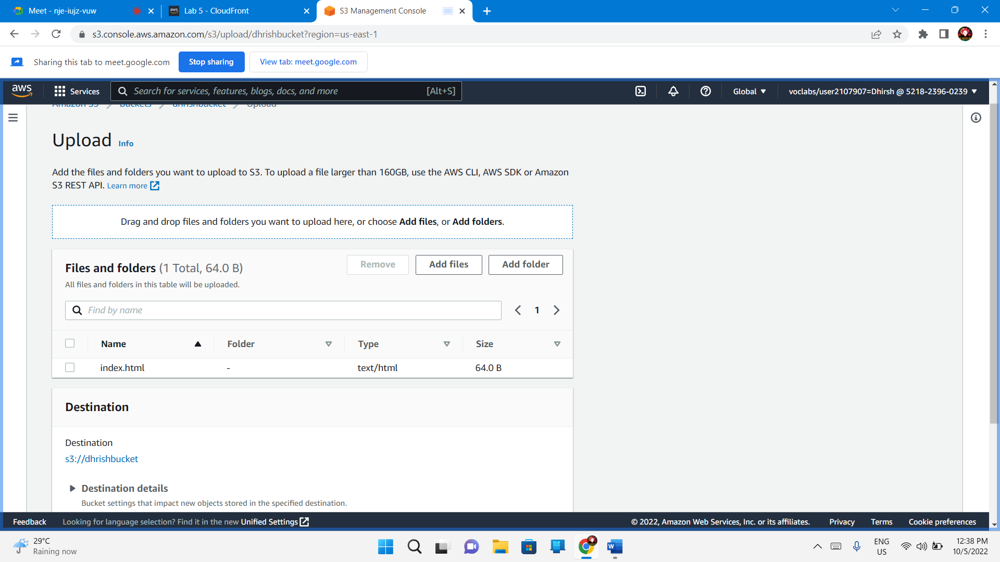 Meet - nje-iujz-vuw
Lab 5 - CloudFront
S3 Management Console
s3.console.aws.amazon.com/s3/upload/dhrishbucket?region=us-east-1
Sharing this tab to meet.google.com
Stop sharing
View tab: meet.google.com
aws
Services
Search for services, features, blogs, docs, and more
[Alt+S]
Global
voclabs/user2107907=Dhirsh @ 5218-2396-0239
Amazon S3 / Buckets / dhrishbucket / Upload
Upload Info
Add the files and folders you want to upload to S3. To upload a file larger than 160GB, use the AWS CLI, AWS SDK or Amazon
S3 REST API. Learn more
Drag and drop files and folders you want to upload here, or choose Add files, or Add folders.
Files and folders (1 Total, 64.0 B)
Remove
Add files
Add folder
All files and folders in this table will be uploaded.
Find by name
1
Name Folder Type Size
index.html - text/html 64.0 B
Destination
Destination
s3://dhrishbucket
Destination details
Bucket settings that impact new objects stored in the specified destination.
Feedback
Looking for language selection? Find it in the new Unified Settings
© 2022, Amazon Web Services, Inc. or its affiliates.
Privacy
Terms
Cookie preferences
29°C
Raining now
ENG
US
12:38 PM
10/5/2022